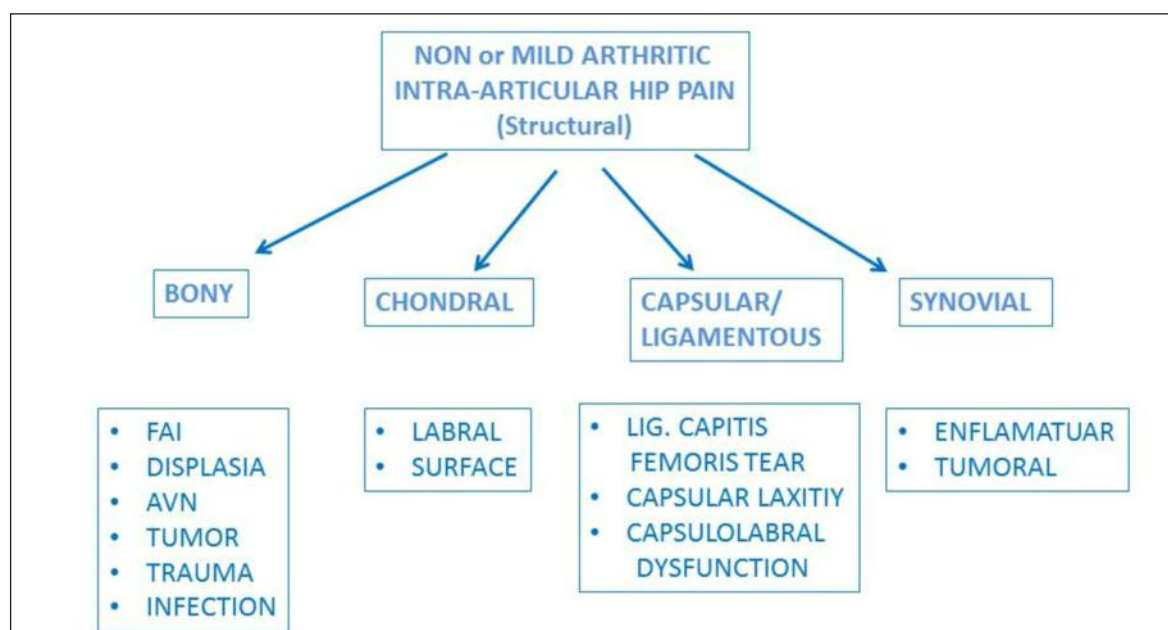 NON or MILD ARTHRITIC
INTRA-ARTICULAR HIP PAIN
(Structural)
BONY
CHONDRAL
CAPSULAR/
LIGAMENTOUS
SYNOVIAL
• FAI
• DISPLASIA
• AVN
• TUMOR
• TRAUMA
• INFECTION
• LABRAL
• SURFACE
• LIG. CAPITIS
FEMORIS TEAR
• CAPSULAR LAXITIY
• CAPSULOLABRAL
DYSFUNCTION
• ENFLAMATUAR
• TUMORAL